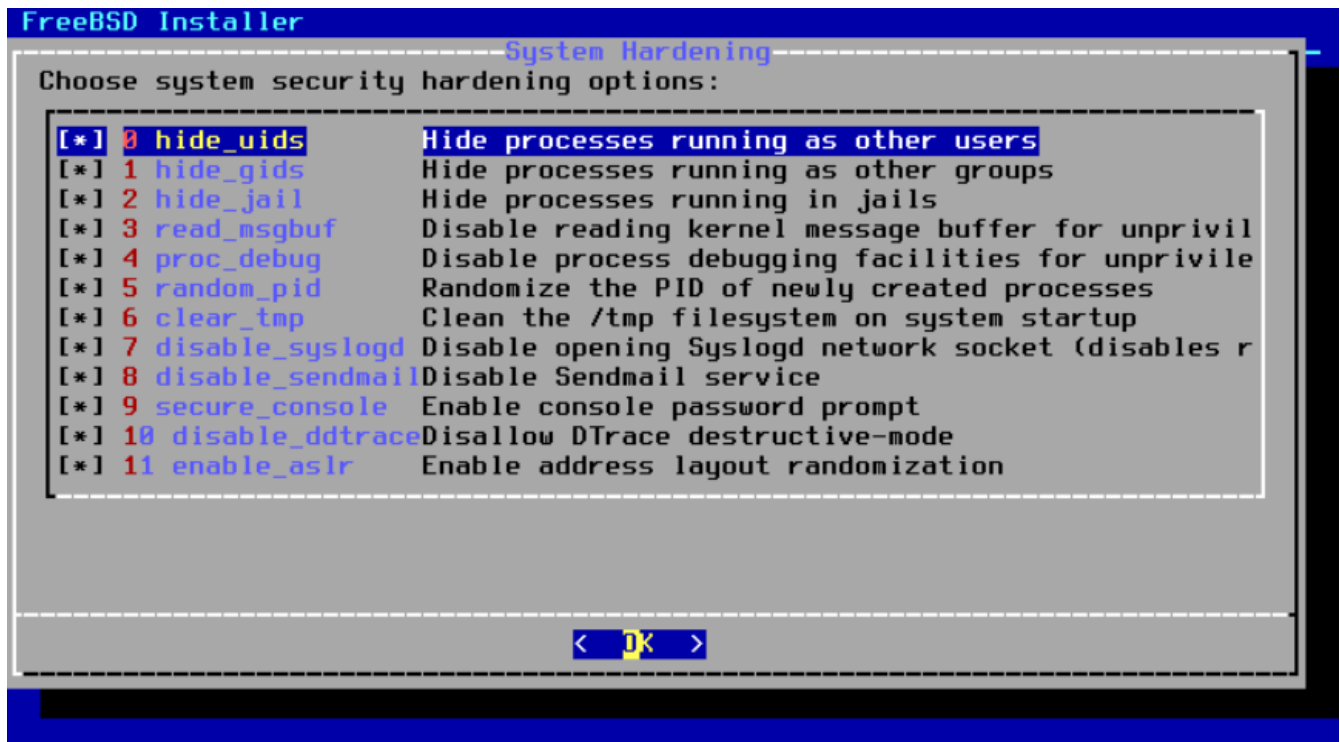 FreeBSD Installer
System Hardening
Choose system security hardening options:
[*] 0 hide_uids Hide processes running as other users
[*] 1 hide_gids Hide processes running as other groups
[*] 2 hide_jail Hide processes running in jails
[*] 3 read_msgbuf Disable reading kernel message buffer for unprivil
[*] 4 proc_debug Disable process debugging facilities for unprivile
[*] 5 random_pid Randomize the PID of newly created processes
[*] 6 clear_tmp Clean the /tmp filesystem on system startup
[*] 7 disable_syslogd Disable opening Syslogd network socket (disables r
[*] 8 disable_sendmailDisable Sendmail service
[*] 9 secure_console Enable console password prompt
[*] 10 disable_ddtraceDisallow DTrace destructive-mode
[*] 11 enable_aslr Enable address layout randomization
< OK >